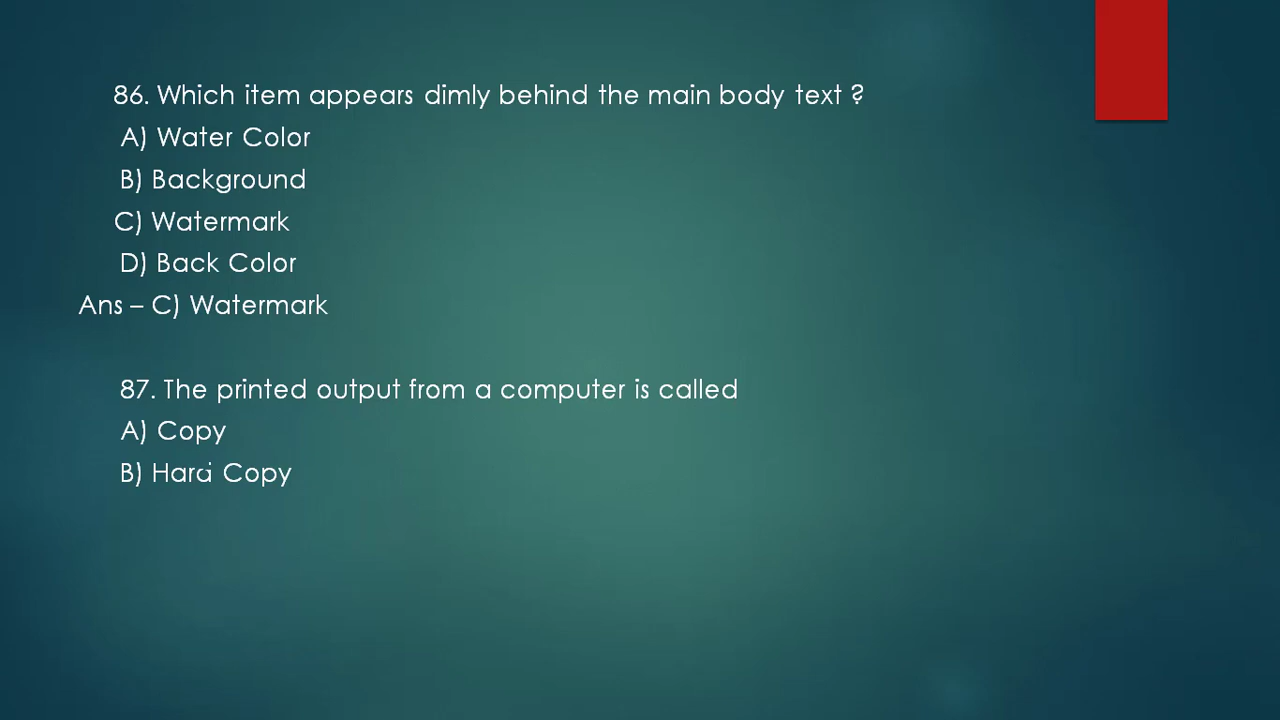 86. Which item appears dimly behind the main body text ?
A) Water Color
B) Background
C) Watermark
D) Back Color
Ans – C) Watermark
87. The printed output from a computer is called
A) Copy
B) Hard Copy